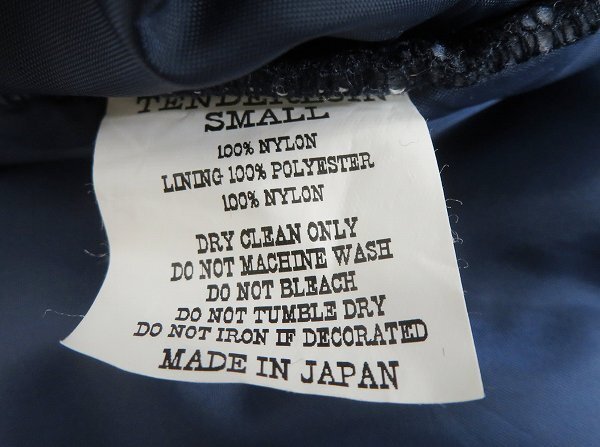 TENDERLOIN
SMALL
100% NYLON
LINING 100% POLYESTER
100% NYLON
DRY CLEAN ONLY
DO NOT MACHINE WASH
DO NOT BLEACH
DO NOT TUMBLE DRY
DO NOT IRON IF DECORATED
MADE IN JAPAN